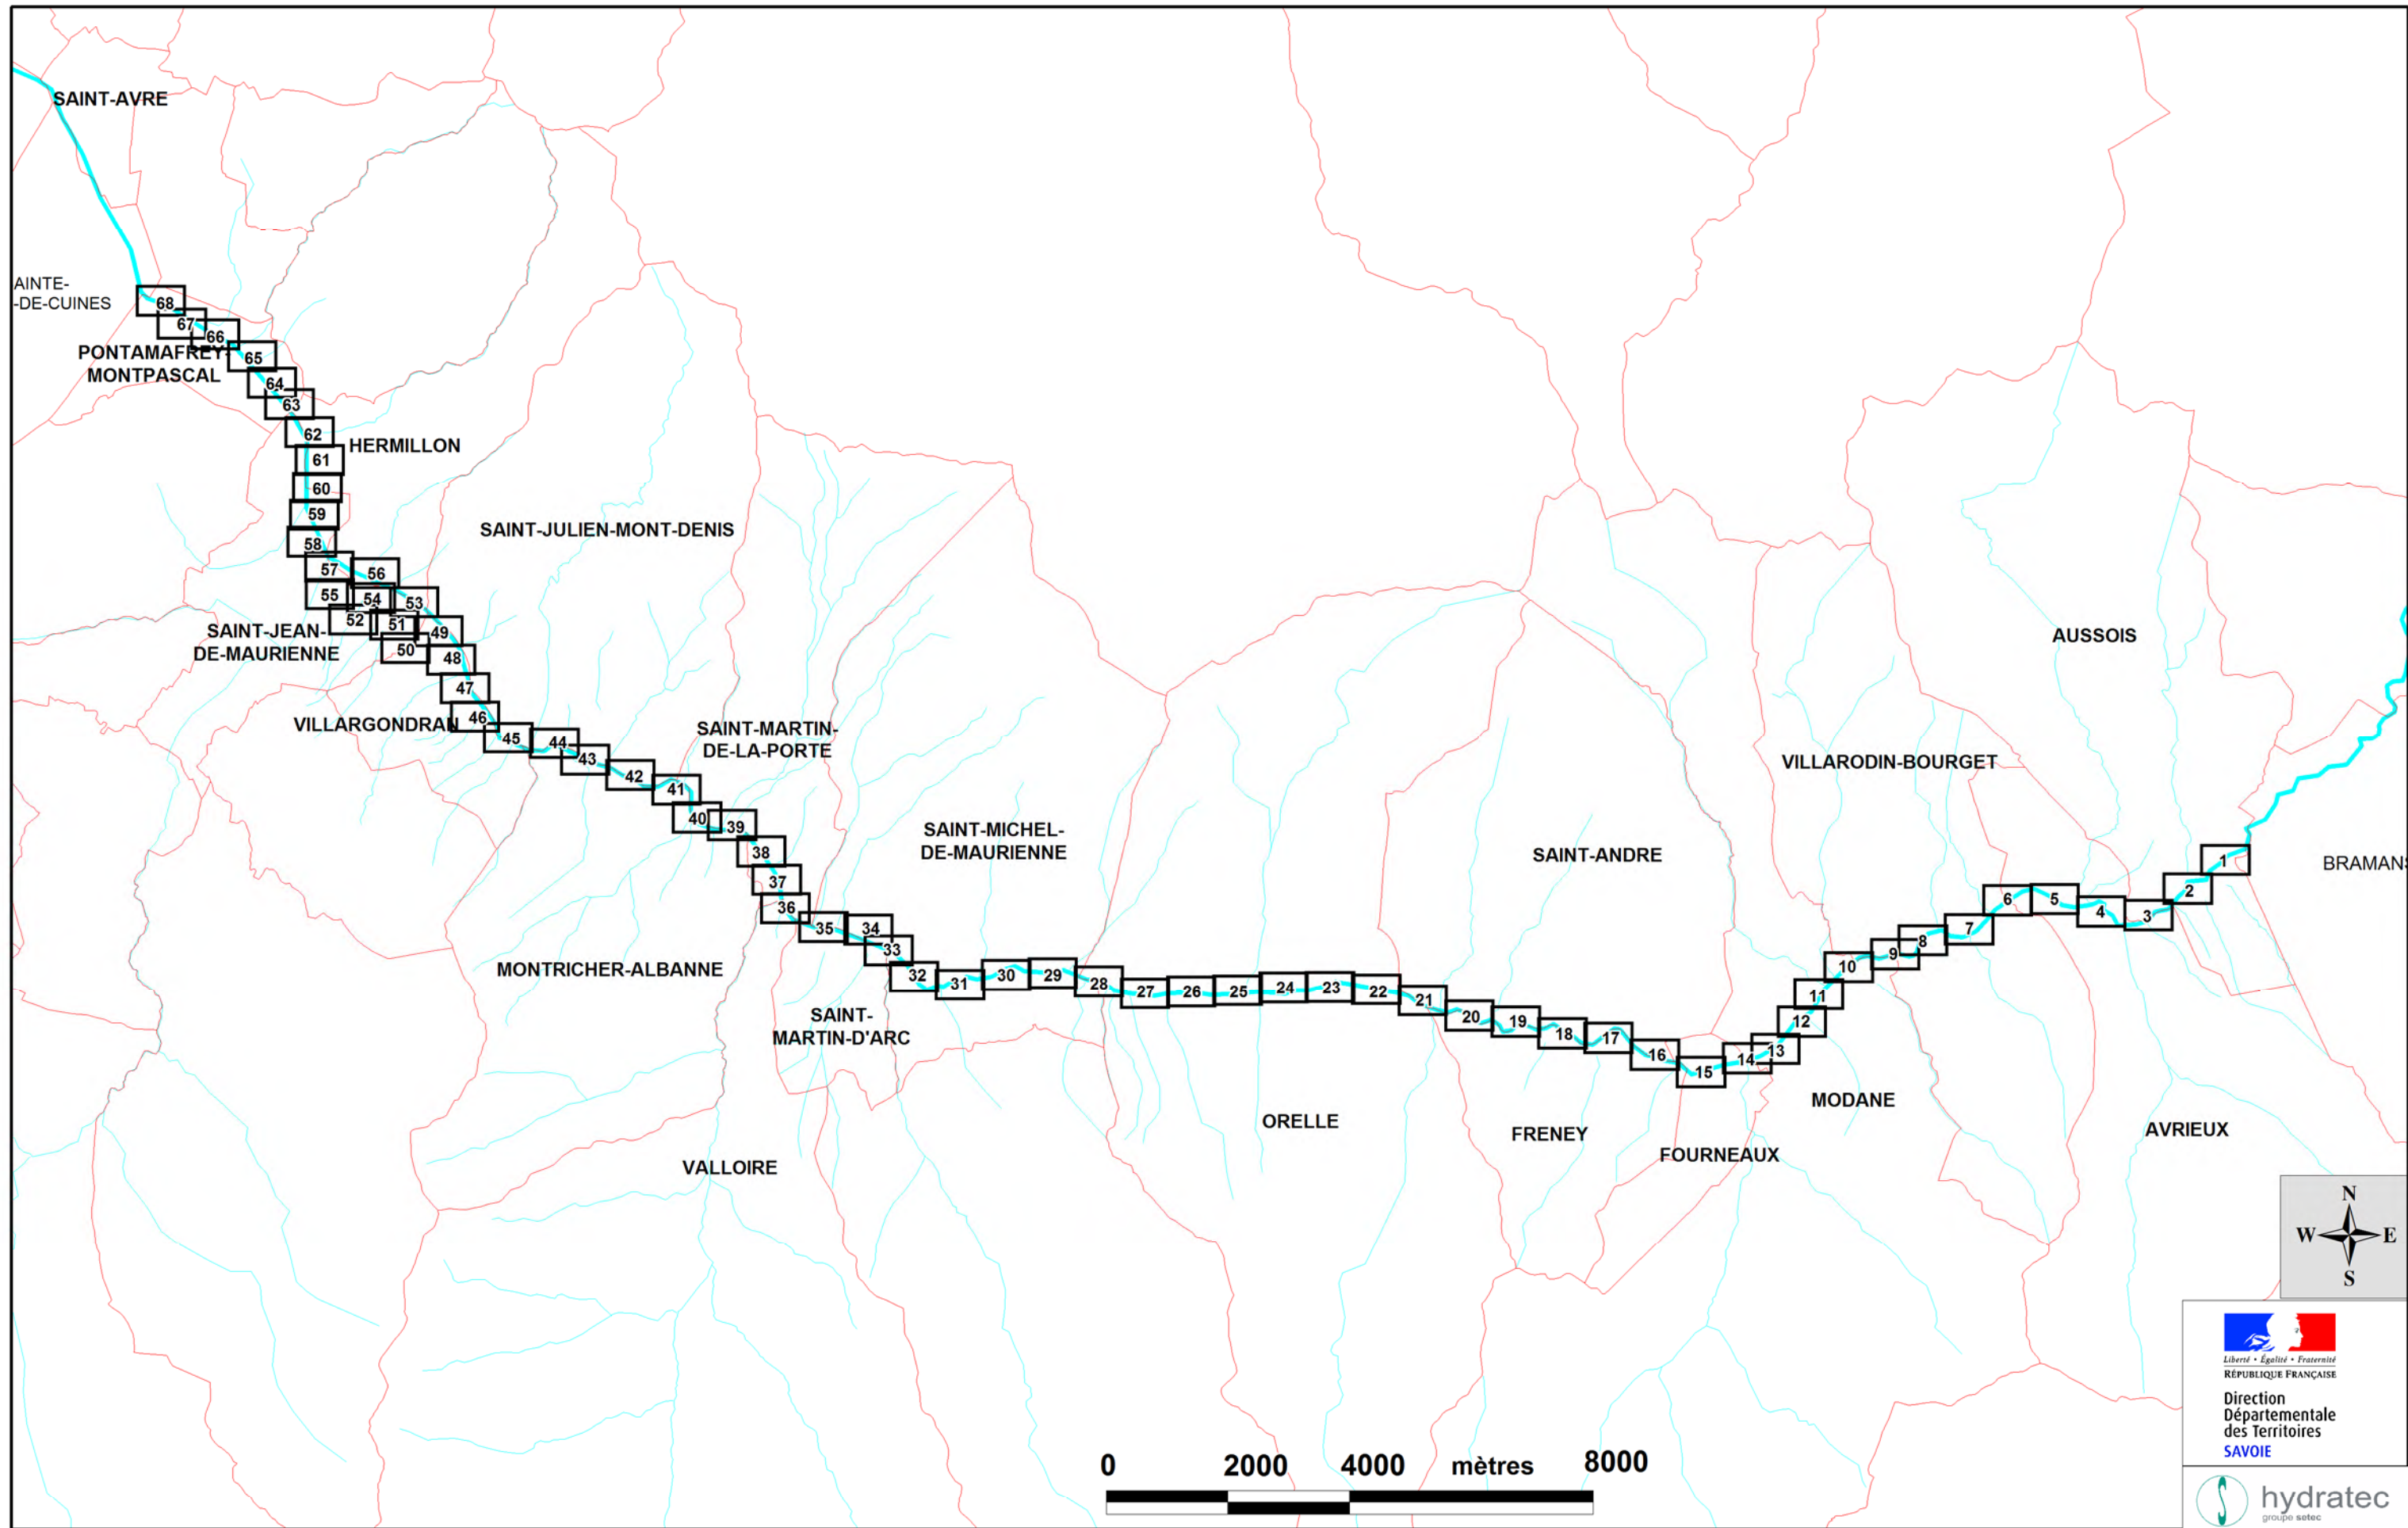 SAINT-AVRE
AINTE-
-DE-CUINES
68
67
66
PONTAMAFREY-
MONTPASCAL
65
64
63
62
HERMILLON
61
60
59
SAINT-JULIEN-MONT-DENIS
58
57
56
55
54
53
52
51
49
SAINT-JEAN-
DE-MAURIENNE
50
48
47
46
VILLARGONDRAN
45
44
43
42
41
40
39
SAINT-MARTIN-
DE-LA-PORTE
38
37
36
35
34
33
32
31
30
29
28
27
26
25
24
23
22
21
20
19
18
17
16
15
14
13
12
11
10
9
8
7
6
5
4
3
2
1
AUSSOIS
VILLARODIN-BOURGET
SAINT-MICHEL-
DE-MAURIENNE
SAINT-ANDRE
BRAMANS
MONTRICHER-ALBANNE
SAINT-
MARTIN-D'ARC
MODANE
ORELLE
FRENEY
FOURNEAUX
AVRIEUX
VALLOIRE
N
W E
S
Liberté • Égalité • Fraternité
RÉPUBLIQUE FRANÇAISE
Direction
Départementale
des Territoires
SAVOIE
0 2000 4000 mètres 8000
hydratec
groupe setec